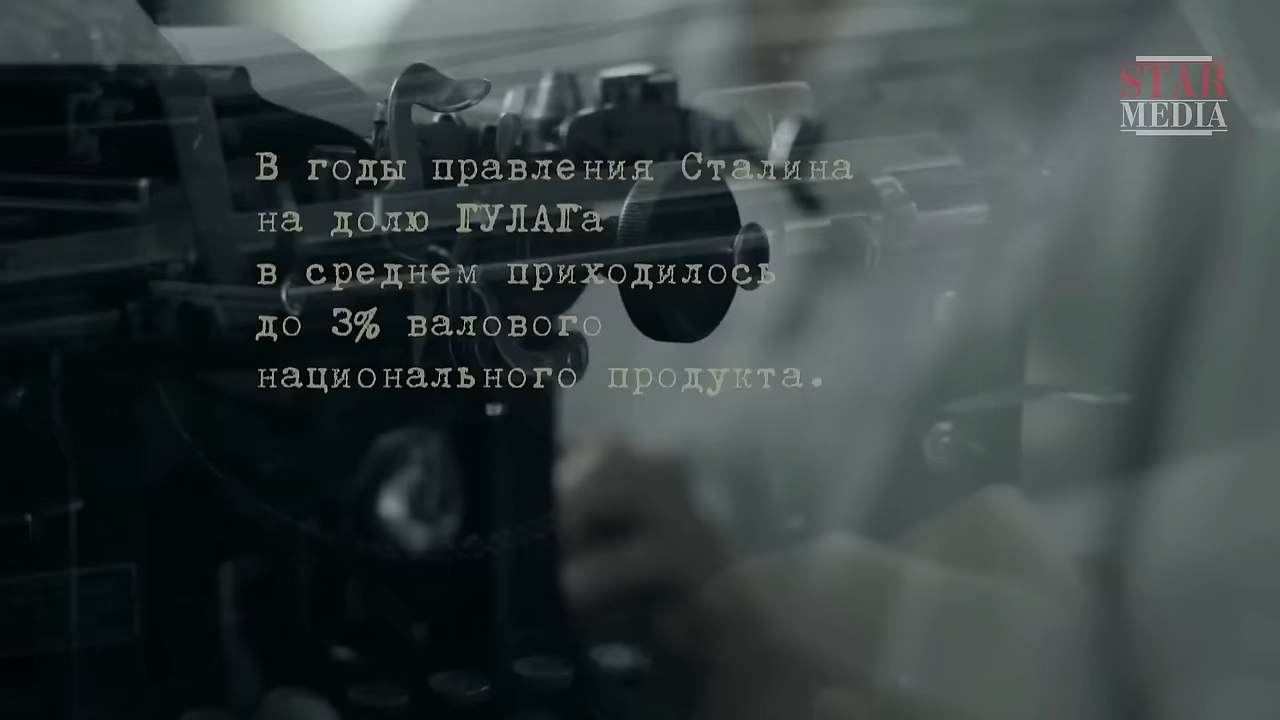 STAR
MEDIA
В годы правления Сталина
на долю ГУЛАГа
в среднем приходилось
до 3% валового
национального продукта.